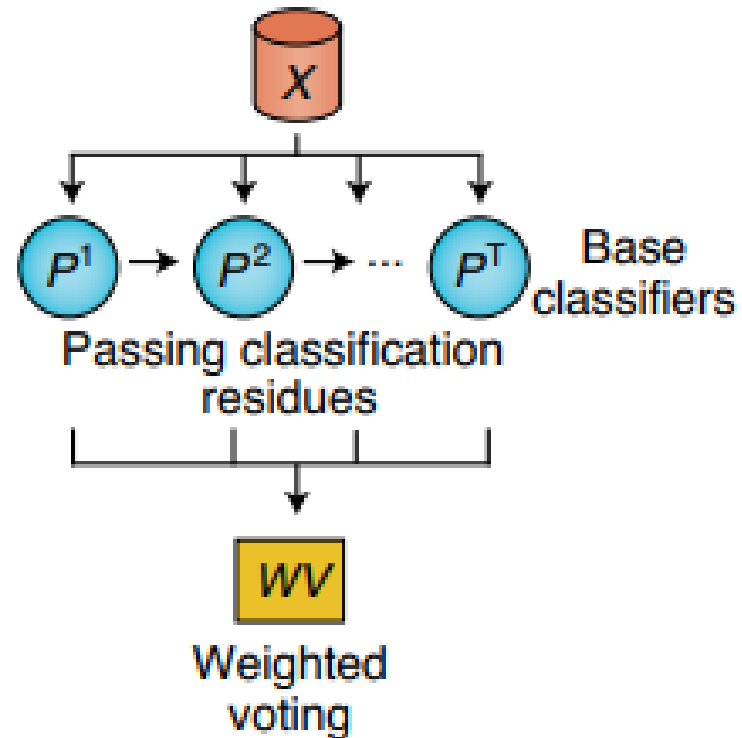 X
P¹ P² ... Pᵀ
Base
classifiers
Passing classification
residues
WV
Weighted
voting